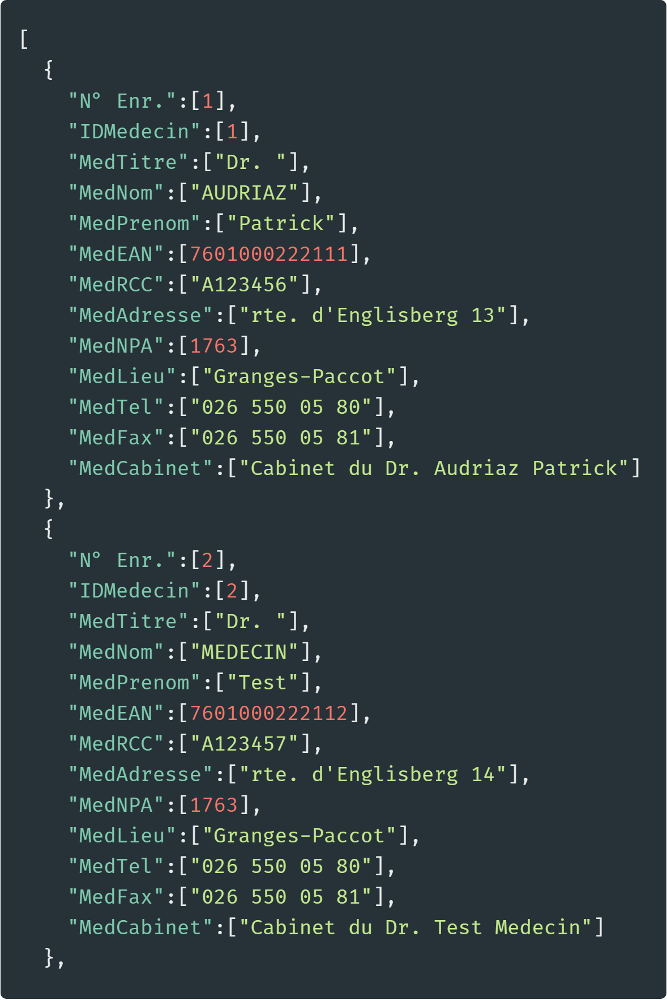 [
  {
    "N° Enr.":[1],
    "IDMedecin":[1],
    "MedTitre":["Dr. "],
    "MedNom":["AUDRIAZ"],
    "MedPrenom":["Patrick"],
    "MedEAN":[7601000222111],
    "MedRCC":["A123456"],
    "MedAdresse":["rte. d'Englisberg 13"],
    "MedNPA":[1763],
    "MedLieu":["Granges-Paccot"],
    "MedTel":["026 550 05 80"],
    "MedFax":["026 550 05 81"],
    "MedCabinet":["Cabinet du Dr. Audriaz Patrick"]
  },
  {
    "N° Enr.":[2],
    "IDMedecin":[2],
    "MedTitre":["Dr. "],
    "MedNom":["MEDECIN"],
    "MedPrenom":["Test"],
    "MedEAN":[7601000222112],
    "MedRCC":["A123457"],
    "MedAdresse":["rte. d'Englisberg 14"],
    "MedNPA":[1763],
    "MedLieu":["Granges-Paccot"],
    "MedTel":["026 550 05 80"],
    "MedFax":["026 550 05 81"],
    "MedCabinet":["Cabinet du Dr. Test Medecin"]
  },